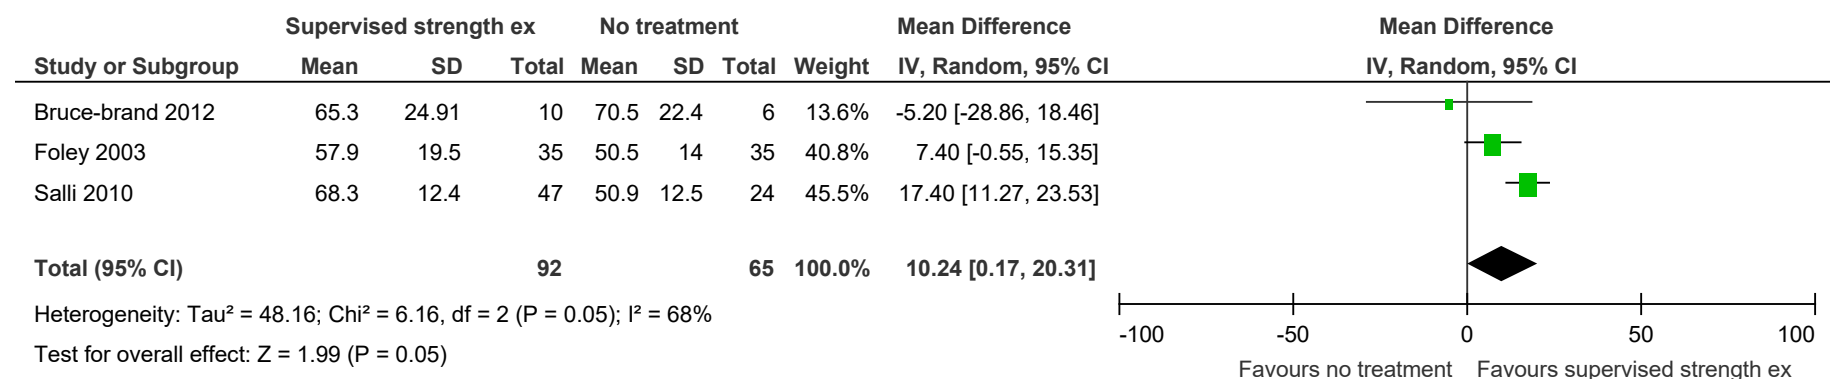 Supervised strength ex No treatment Mean Difference Mean Difference
Study or Subgroup Mean SD Total Mean SD Total Weight IV, Random, 95% CI IV, Random, 95% CI
Bruce-brand 2012 65.3 24.91 10 70.5 22.4 6 13.6% -5.20 [-28.86, 18.46]
Foley 2003 57.9 19.5 35 50.5 14 35 40.8% 7.40 [-0.55, 15.35]
Salli 2010 68.3 12.4 47 50.9 12.5 24 45.5% 17.40 [11.27, 23.53]
Total (95% CI) 92 65 100.0% 10.24 [0.17, 20.31]
Heterogeneity: Tau² = 48.16; Chi² = 6.16, df = 2 (P = 0.05); I² = 68%
Test for overall effect: Z = 1.99 (P = 0.05)
-100 -50 0 50 100
Favours no treatment Favours supervised strength ex